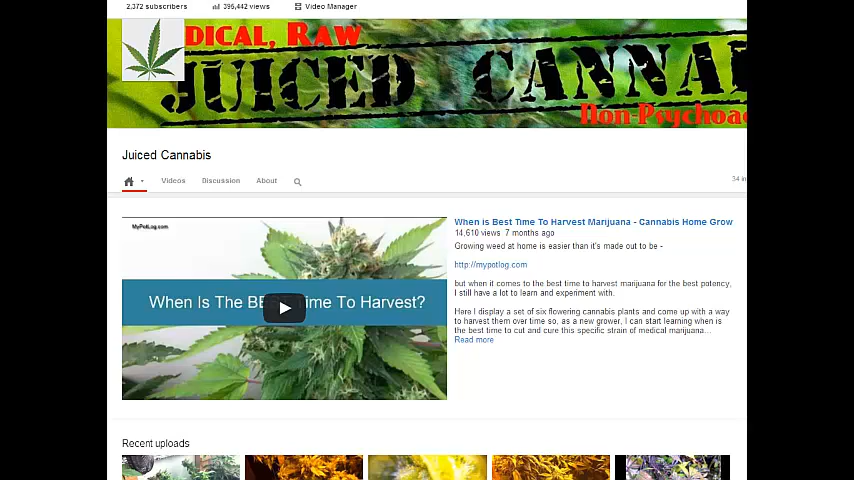 2,372 subscribers 395,442 views Video Manager
DICAL, RAW
JUICED CANNA
Non-Psychoa
Juiced Cannabis
Videos Discussion About
34 in
MyPotLog.com
When Is The BEST Time To Harvest?
When is Best Time To Harvest Marijuana - Cannabis Home Grow
14,610 views 7 months ago
Growing weed at home is easier than it's made out to be -
http://mypotlog.com
but when it comes to the best time to harvest marijuana for the best potency,
I still have a lot to learn and experiment with.
Here I display a set of six flowering cannabis plants and come up with a way
to harvest them over time so, as a new grower, I can start learning when is
the best time to cut and cure this specific strain of medical marijuana...
Read more
Recent uploads